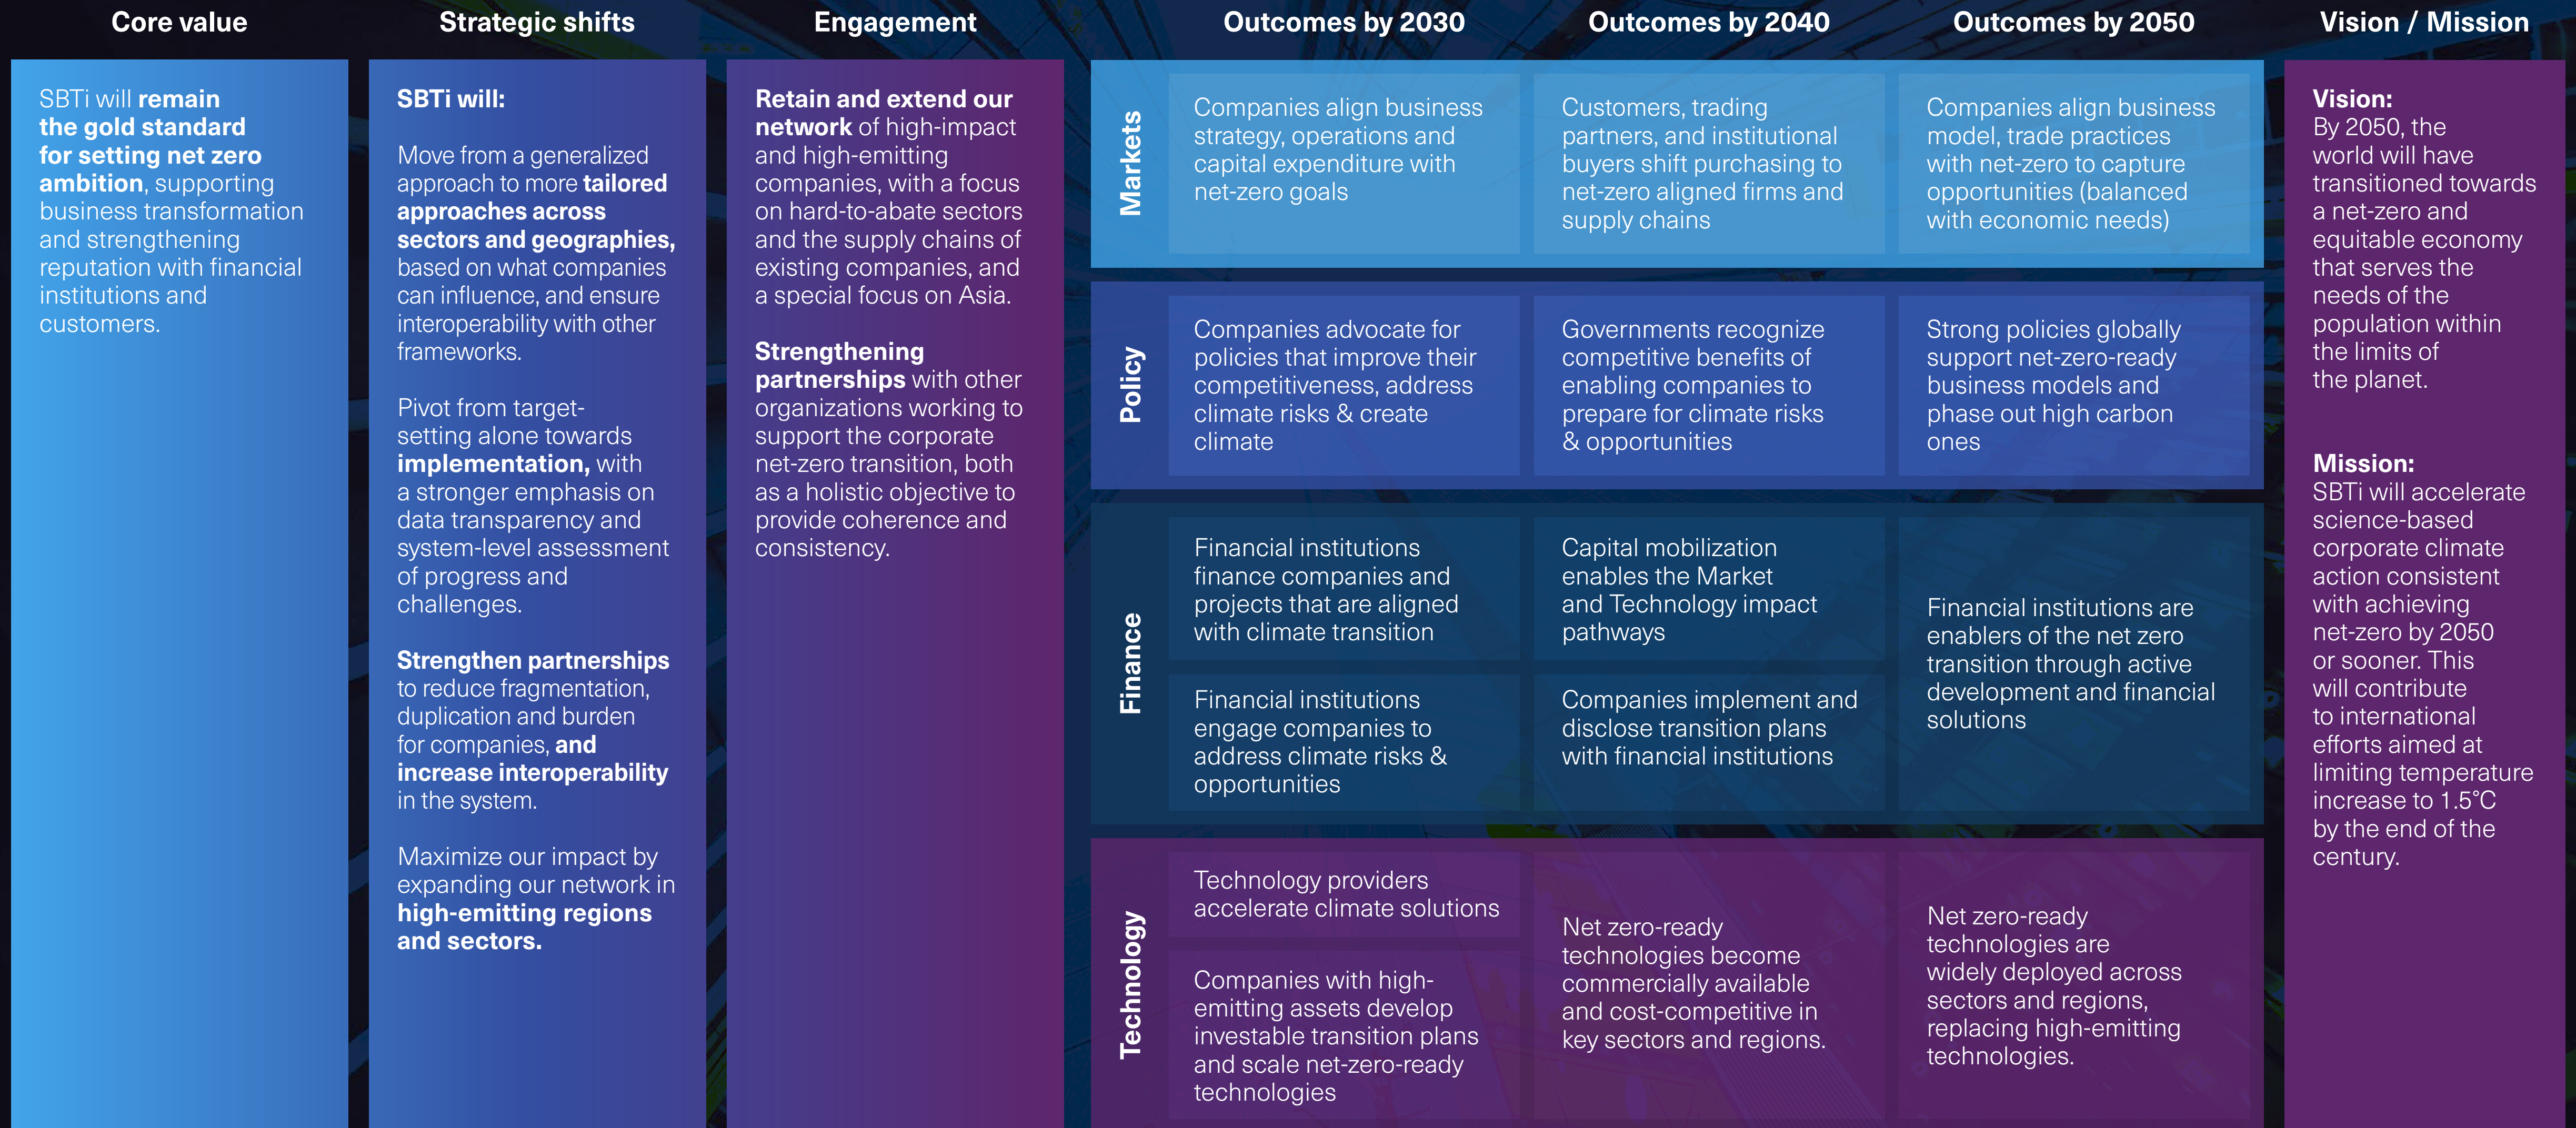 Core value
SBTi will remain
the gold standard
for setting net zero
ambition, supporting
business transformation
and strengthening
reputation with financial
institutions and
customers.
Strategic shifts
SBTi will:
Move from a generalized
approach to more tailored
approaches across
sectors and geographies,
based on what companies
can influence, and ensure
interoperability with other
frameworks.
Pivot from target-
setting alone towards
implementation, with
a stronger emphasis on
data transparency and
system-level assessment
of progress and
challenges.
Strengthen partnerships
to reduce fragmentation,
duplication and burden
for companies, and
increase interoperability
in the system.
Maximize our impact by
expanding our network in
high-emitting regions
and sectors.
Engagement
Retain and extend our
network of high-impact
and high-emitting
companies, with a focus
on hard-to-abate sectors
and the supply chains of
existing companies, and
a special focus on Asia.
Strengthening
partnerships with other
organizations working to
support the corporate
net-zero transition, both
as a holistic objective to
provide coherence and
consistency.
Outcomes by 2030
Outcomes by 2040
Outcomes by 2050
Markets
Companies align business
strategy, operations and
capital expenditure with
net-zero goals
Customers, trading
partners, and institutional
buyers shift purchasing to
net-zero aligned firms and
supply chains
Companies align business
model, trade practices
with net-zero to capture
opportunities (balanced
with economic needs)
Policy
Companies advocate for
policies that improve their
competitiveness, address
climate risks & create
climate
Governments recognize
competitive benefits of
enabling companies to
prepare for climate risks
& opportunities
Strong policies globally
support net-zero-ready
business models and
phase out high carbon
ones
Finance
Financial institutions
finance companies and
projects that are aligned
with climate transition
Financial institutions
engage companies to
address climate risks &
opportunities
Capital mobilization
enables the Market
and Technology impact
pathways
Companies implement and
disclose transition plans
with financial institutions
Financial institutions are
enablers of the net zero
transition through active
development and financial
solutions
Technology
Technology providers
accelerate climate solutions
Companies with high-
emitting assets develop
investable transition plans
and scale net-zero-ready
technologies
Net zero-ready
technologies become
commercially available
and cost-competitive in
key sectors and regions.
Net zero-ready
technologies are
widely deployed across
sectors and regions,
replacing high-emitting
technologies.
Vision / Mission
Vision:
By 2050, the
world will have
transitioned towards
a net-zero and
equitable economy
that serves the
needs of the
population within
the limits of
the planet.
Mission:
SBTi will accelerate
science-based
corporate climate
action consistent
with achieving
net-zero by 2050
or sooner. This
will contribute
to international
efforts aimed at
limiting temperature
increase to 1.5°C
by the end of the
century.